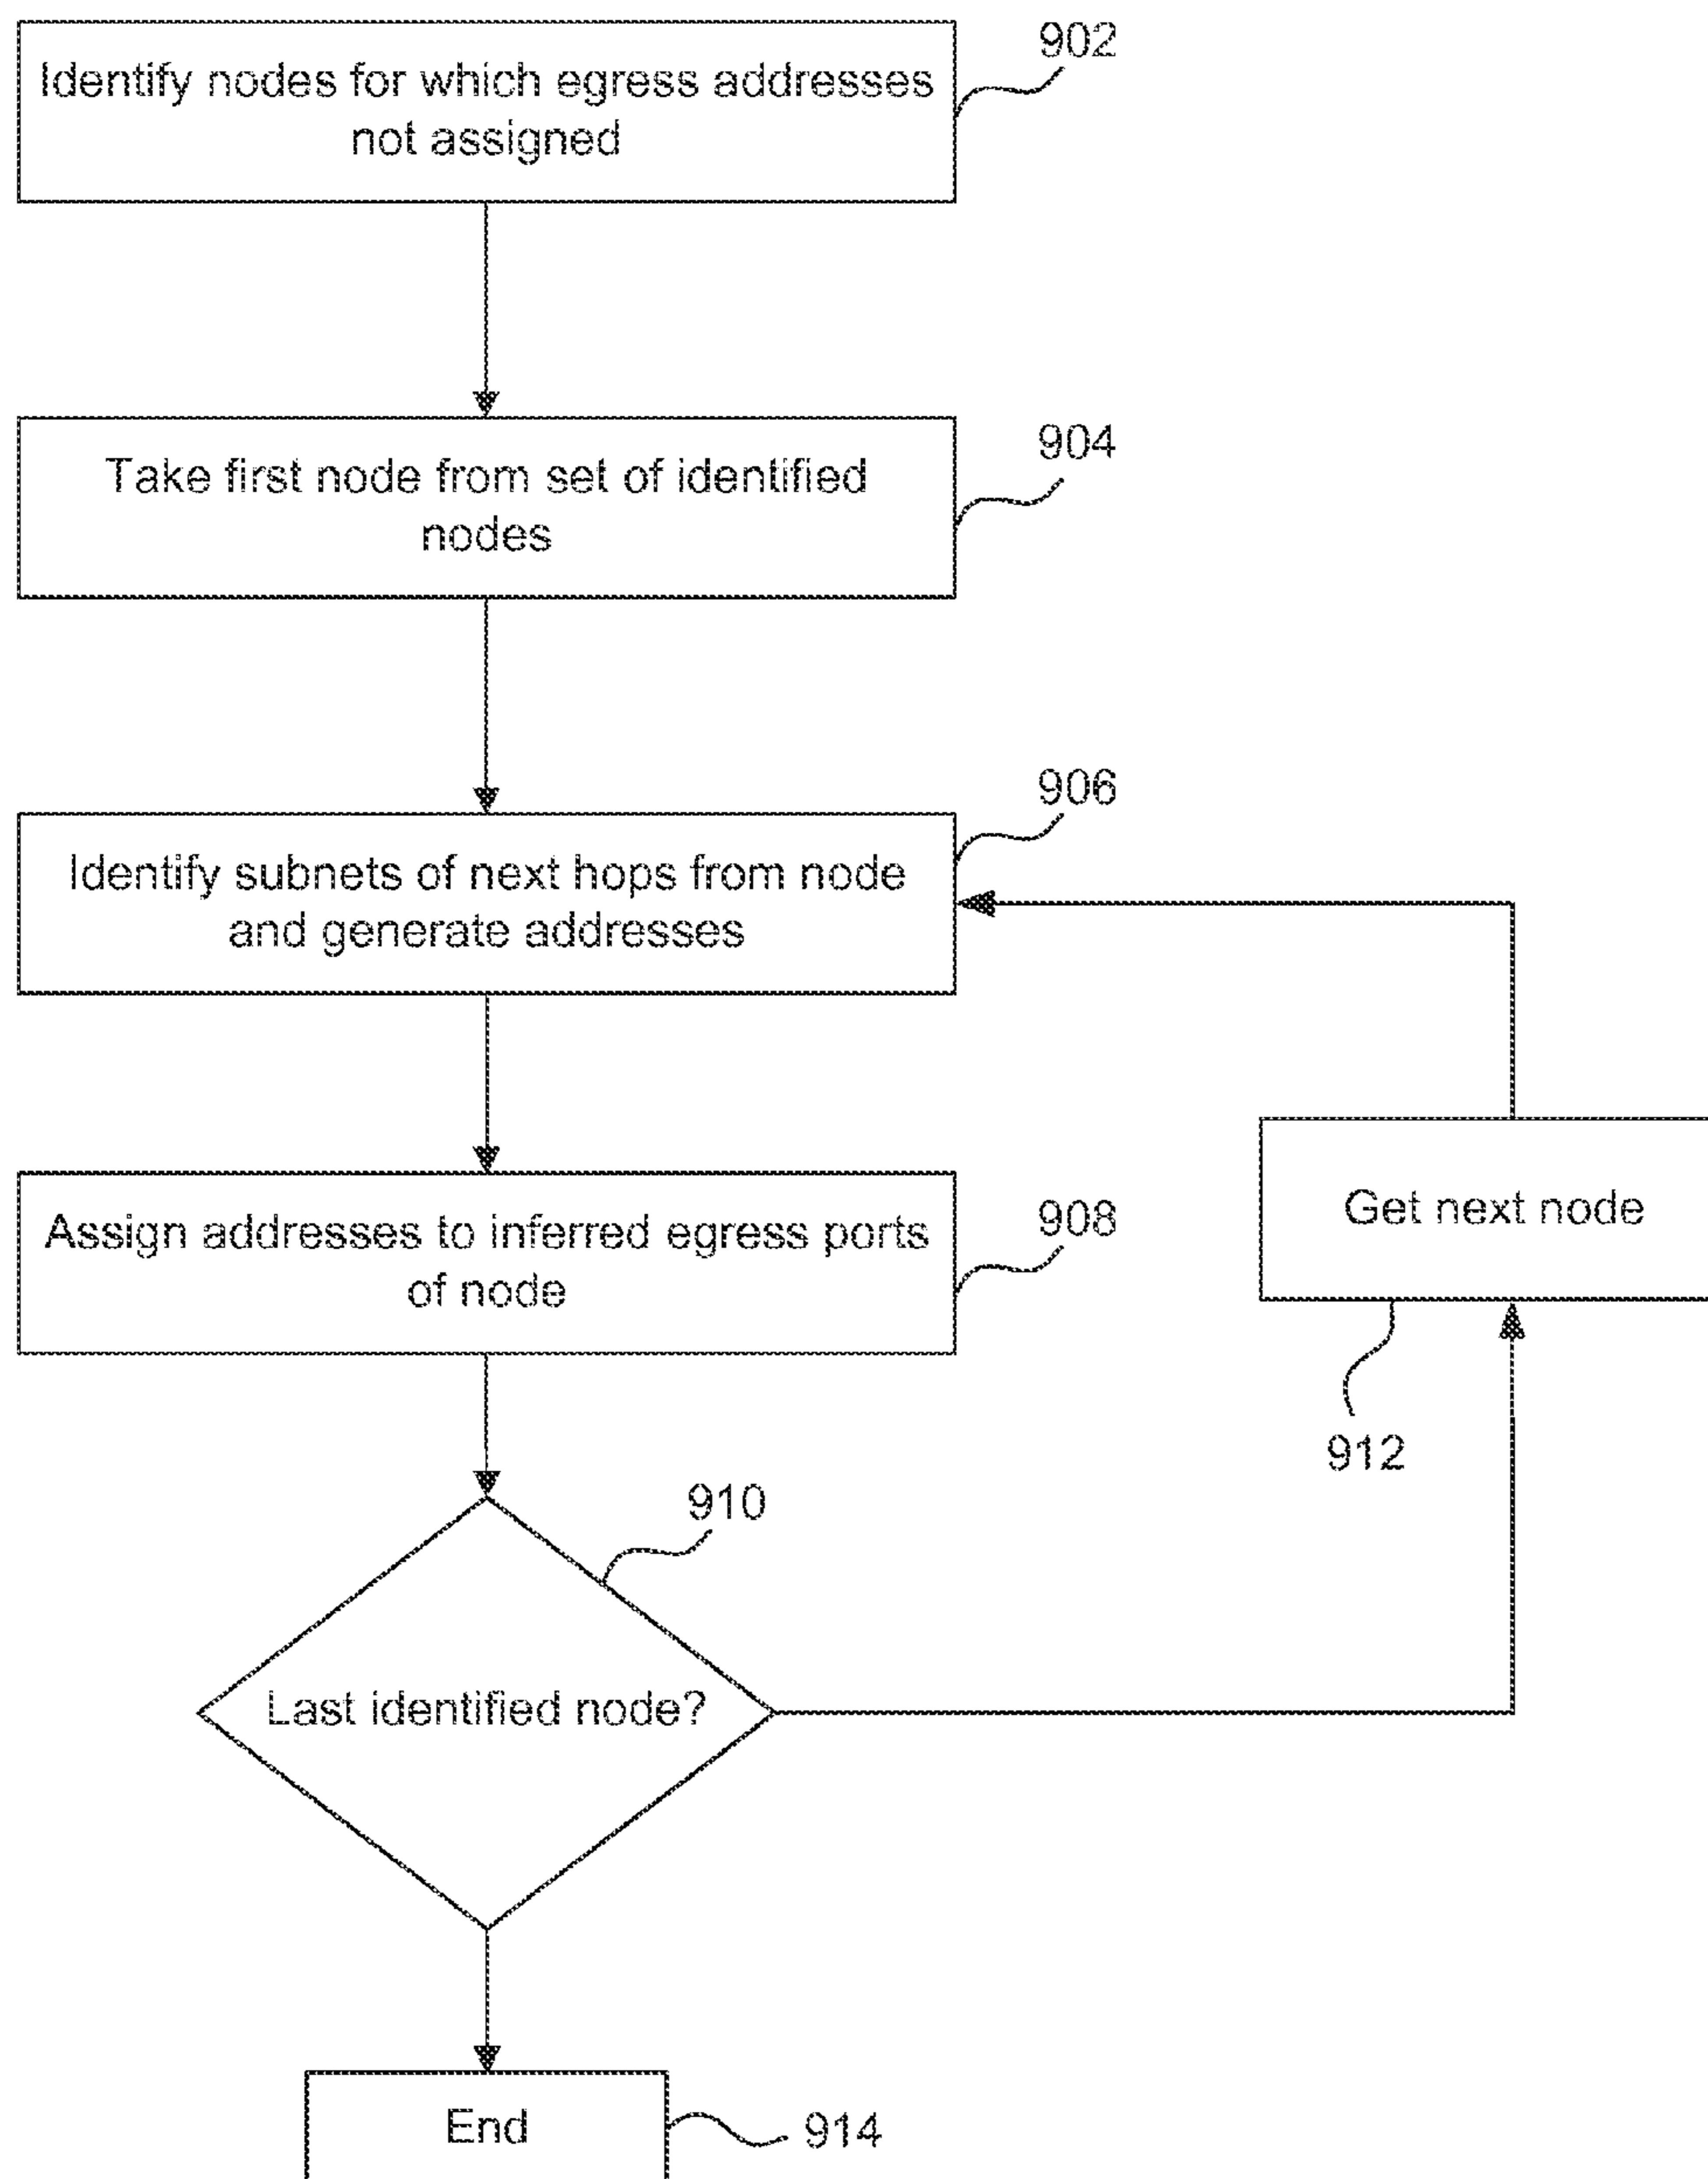 902
Identify nodes for which egress addresses
not assigned
904
Take first node from set of identified
nodes
906
Identify subnets of next hops from node
and generate addresses
908
Assign addresses to inferred egress ports
of node
Get next node
912
910
Last identified node?
End
914